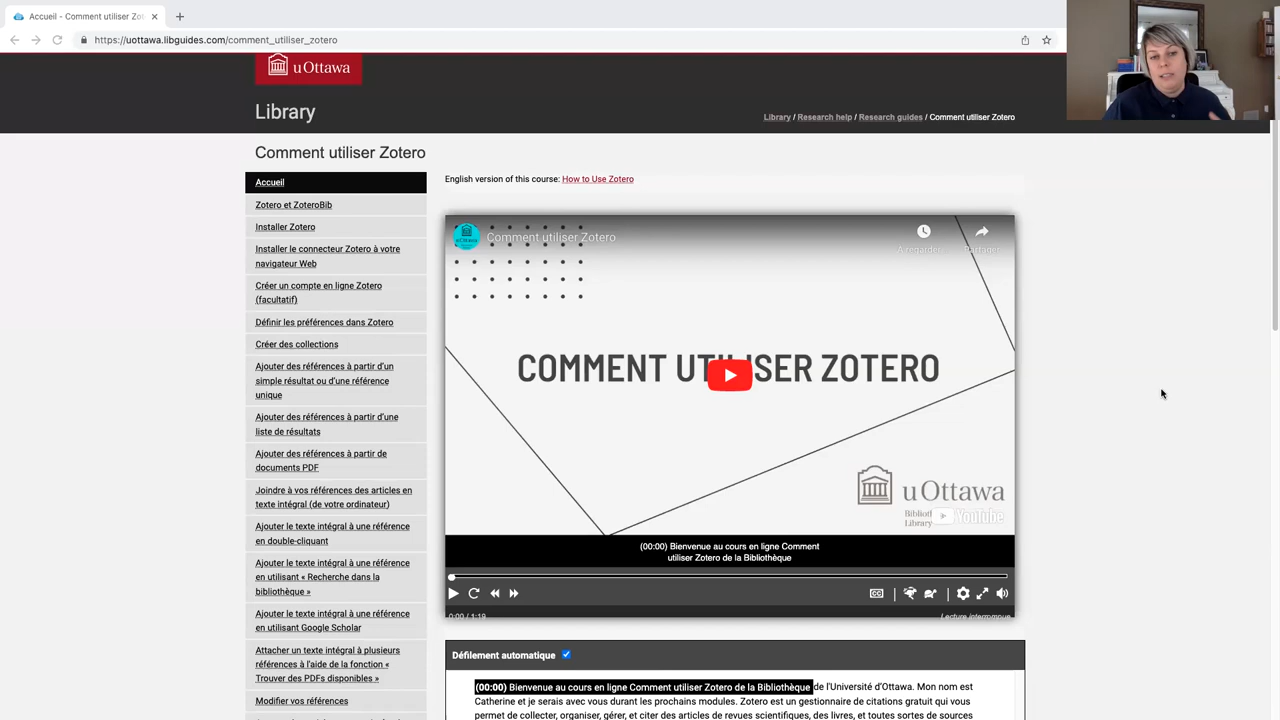 Accueil - Comment utiliser Zot
https://uottawa.libguides.com/comment_utiliser_zotero
uOttawa
Library
Library / Research help / Research guides / Comment utiliser Zotero
Comment utiliser Zotero
Accueil
Zotero et ZoteroBib
Installer Zotero
Installer le connecteur Zotero à votre
navigateur Web
Créer un compte en ligne Zotero
(facultatif)
Définir les préférences dans Zotero
Créer des collections
Ajouter des références à partir d'un
simple résultat ou d'une référence
unique
Ajouter des références à partir d'une
liste de résultats
Ajouter des références à partir de
documents PDF
Joindre à vos références des articles en
texte intégral (de votre ordinateur)
Ajouter le texte intégral à une référence
en double-cliquant
Ajouter le texte intégral à une référence
en utilisant « Recherche dans la
bibliothèque »
Ajouter le texte intégral à une référence
en utilisant Google Scholar
Attacher un texte intégral à plusieurs
références à l'aide de la fonction «
Trouver des PDFs disponibles »
Modifier vos références
English version of this course: How to Use Zotero
uOttawa
Comment utiliser Zotero
À regarder...
Partager
COMMENT UTILISER ZOTERO
uOttawa
Library
YouTube
(00:00) Bienvenue au cours en ligne Comment
utiliser Zotero de la Bibliothèque
CC
0:00 / 1:19
Lecture interrompue
Défilement automatique
(00:00) Bienvenue au cours en ligne Comment utiliser Zotero de la Bibliothèque de l'Université d'Ottawa. Mon nom est
Catherine et je serais avec vous durant les prochains modules. Zotero est un gestionnaire de citations gratuit qui vous
permet de collecter, organiser, gérer, et citer des articles de revues scientifiques, des livres, et toutes sortes de sources